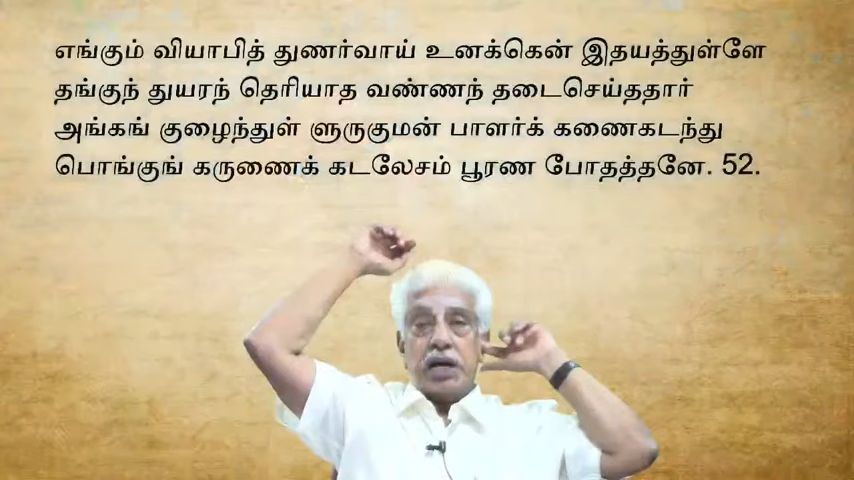 எங்கும் வியாபித் துணர்வாய் உனக்கென் இதயத்துள்ளே
தங்குந் துயரந் தெரியாத வண்ணந் தடைசெய்ததார்
அங்கங் குழைந்துள் ளுருகுமன் பாளர்க் கணைகடந்து
பொங்குங் கருணைக் கடலேசம் பூரண போதத்தனே. 52.